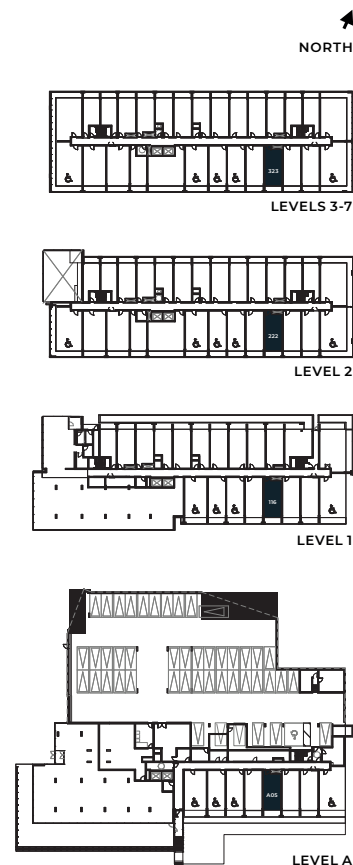 NORTH
323
LEVELS 3-7
222
LEVEL 2
116
LEVEL 1
A05
LEVEL A